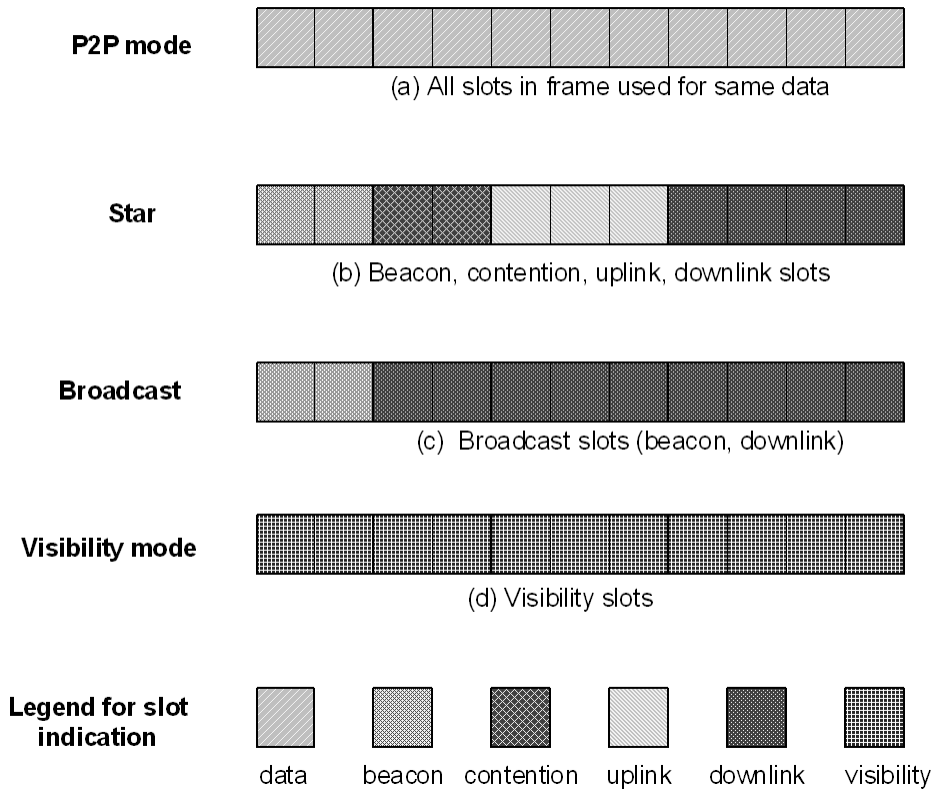 P2P mode
(a) All slots in frame used for same data
Star
(b) Beacon, contention, uplink, downlink slots
Broadcast
(c) Broadcast slots (beacon, downlink)
Visibility mode
(d) Visibility slots
Legend for slot
indication
data beacon contention uplink downlink visibility